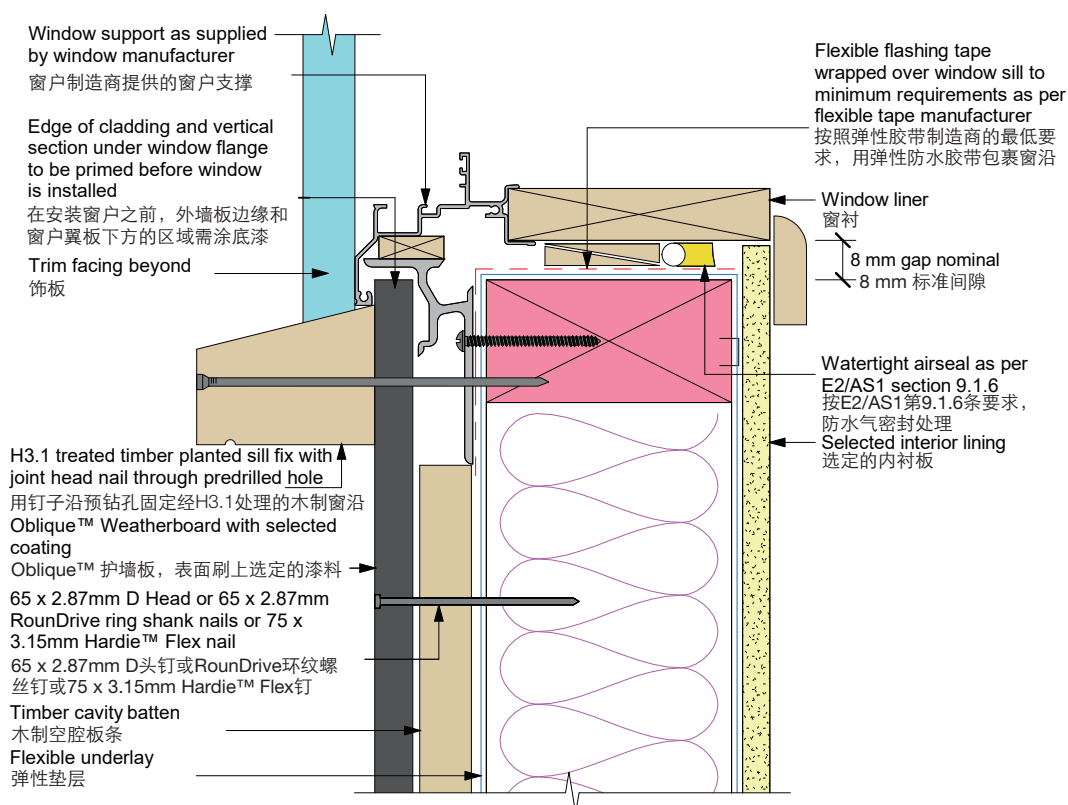 Window support as supplied
by window manufacturer
窗户制造商提供的窗户支撑
Edge of cladding and vertical
section under window flange
to be primed before window
is installed
在安装窗户之前，外墙板边缘和
窗户翼板下方的区域需涂底漆
Trim facing beyond
饰板
H3.1 treated timber planted sill fix with
joint head nail through predrilled hole
用钉子沿预钻孔固定经H3.1处理的木制窗沿
Oblique™ Weatherboard with selected
coating
Oblique™ 护墙板，表面刷上选定的漆料
65 x 2.87mm D Head or 65 x 2.87mm
RounDrive ring shank nails or 75 x
3.15mm Hardie™ Flex nail
65 x 2.87mm D头钉或RounDrive环纹螺
丝钉或75 x 3.15mm Hardie™ Flex钉
Timber cavity batten
木制空腔板条
Flexible underlay
弹性垫层
Flexible flashing tape
wrapped over window sill to
minimum requirements as per
flexible tape manufacturer
按照弹性胶带制造商的最低要
求，用弹性防水胶带包裹窗沿
Window liner
窗衬
8 mm gap nominal
8 mm 标准间隙
Watertight airseal as per
E2/AS1 section 9.1.6
按E2/AS1第9.1.6条要求，
防水气密封处理
Selected interior lining
选定的内衬板